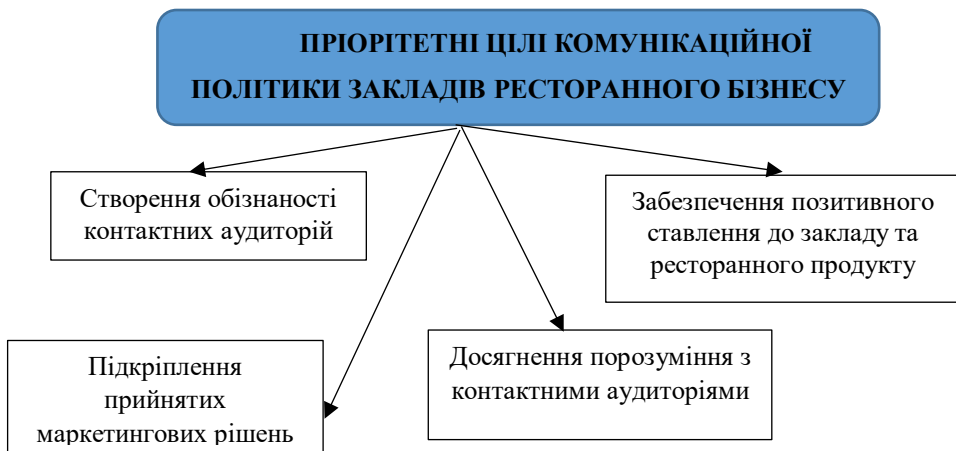 ПРІОРІТЕТНІ ЦІЛІ КОМУНІКАЦІЙНОЇ
ПОЛІТИКИ ЗАКЛАДІВ РЕСТОРАННОГО БІЗНЕСУ
Створення обізнаності
контактних аудиторій
Забезпечення позитивного
ставлення до закладу та
ресторанного продукту
Підкріплення
прийнятих
маркетингових рішень
Досягнення порозуміння з
контактними аудиторіями